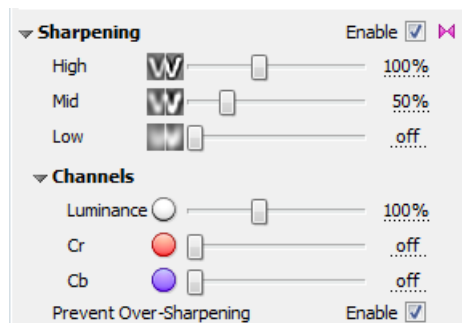 Sharpening Enable
High 100%
Mid 50%
Low off
Channels
Luminance 100%
Cr off
Cb off
Prevent Over-Sharpening Enable